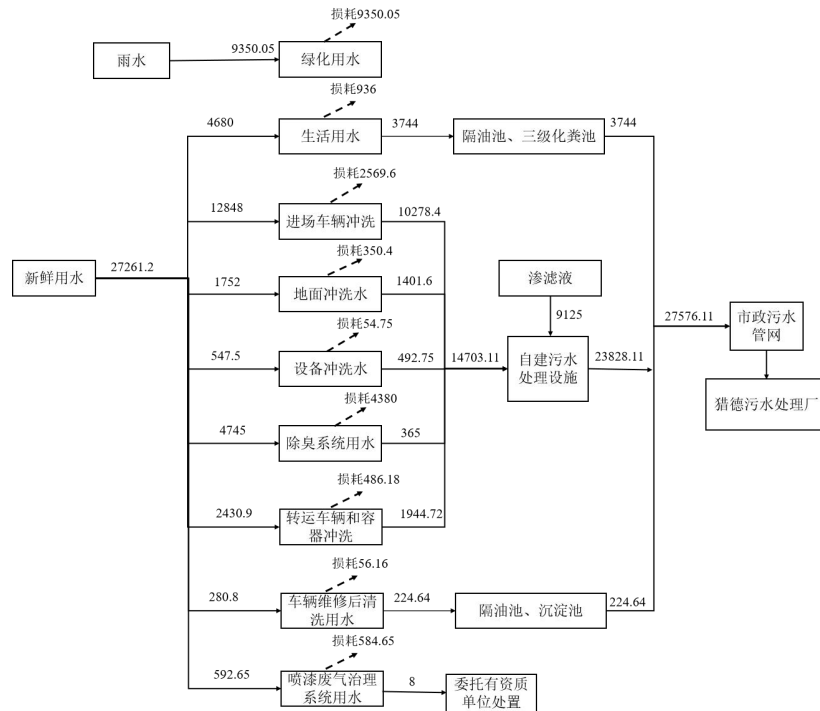 损耗9350.05
雨水
9350.05
绿化用水
损耗936
4680
生活用水
3744
隔油池、三级化粪池
3744
损耗2569.6
12848
进场车辆冲洗
10278.4
新鲜用水
27261.2
损耗350.4
1752
地面冲洗水
1401.6
渗滤液
9125
损耗54.75
547.5
设备冲洗水
492.75
14703.11
自建污水
处理设施
23828.11
27576.11
市政污水
管网
猎德污水处理厂
损耗4380
4745
除臭系统用水
365
损耗486.18
2430.9
转运车辆和容
器冲洗
1944.72
损耗56.16
280.8
车辆维修后清
洗用水
224.64
隔油池、沉淀池
224.64
损耗584.65
592.65
喷漆废气治理
系统用水
8
委托有资质
单位处置